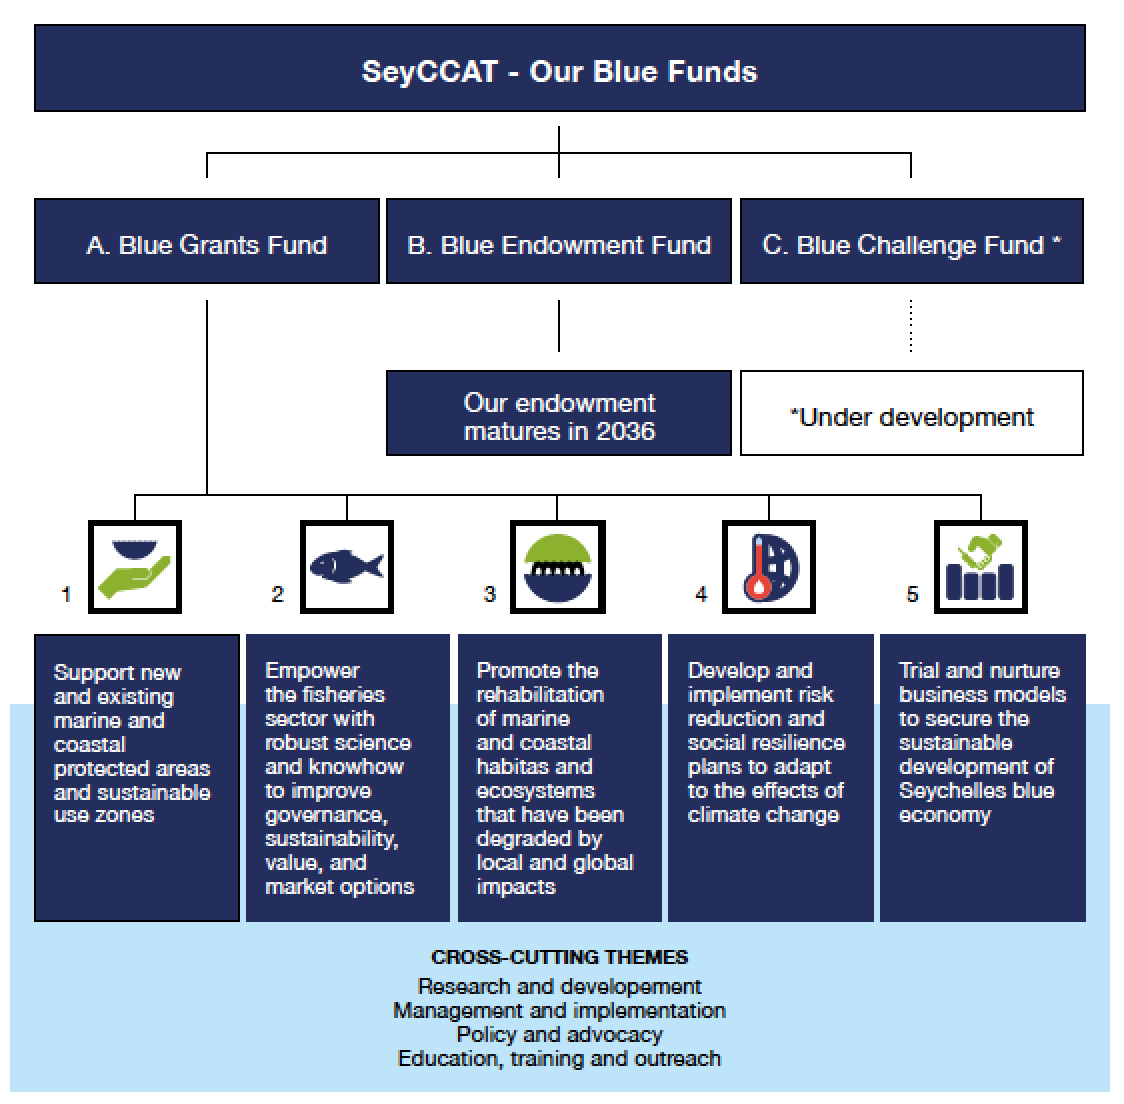 SeyCCAT - Our Blue Funds
A. Blue Grants Fund
B. Blue Endowment Fund
C. Blue Challenge Fund *
Our endowment
matures in 2036
*Under development
1
2
3
4
5
Support new
and existing
marine and
coastal
protected areas
and sustainable
use zones
Empower
the fisheries
sector with
robust science
and knowhow
to improve
governance,
sustainability,
value, and
market options
Promote the
rehabilitation
of marine
and coastal
habitas and
ecosystems
that have been
degraded by
local and global
impacts
Develop and
implement risk
reduction and
social resilience
plans to adapt
to the effects of
climate change
Trial and nurture
business models
to secure the
sustainable
development of
Seychelles blue
economy
CROSS-CUTTING THEMES
Research and developement
Management and implementation
Policy and advocacy
Education, training and outreach